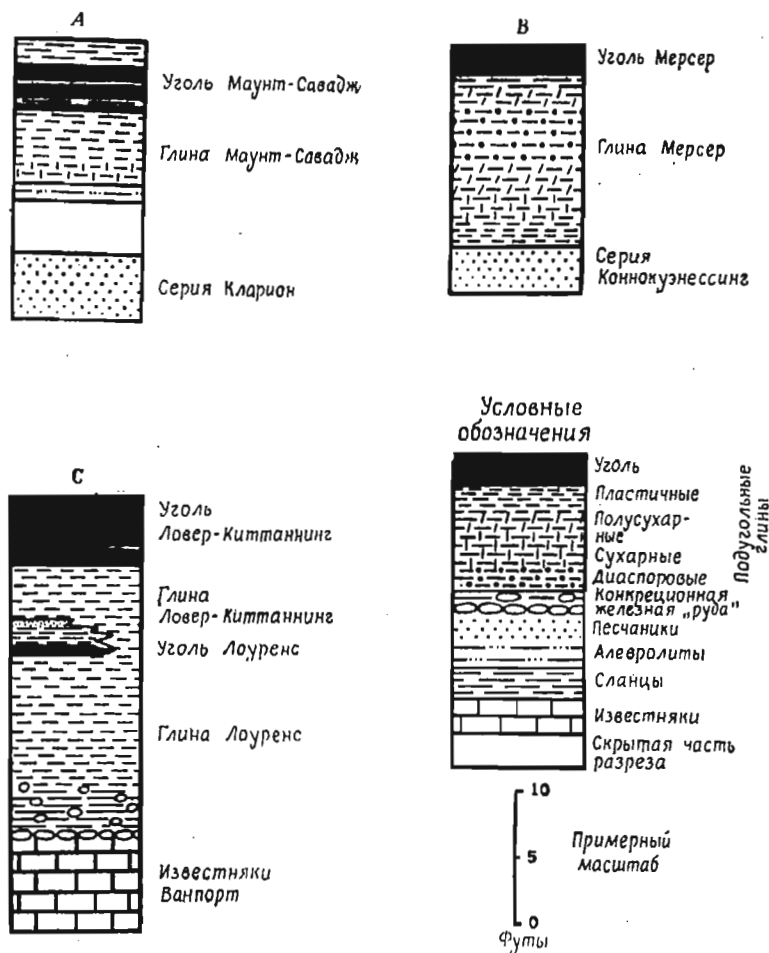 A
Уголь Маунт-Савадж
Глина Маунт-Савадж
Серия Кларион
B
Уголь Мерсер
Глина Мерсер
Серия
Коннокуэнессинг
C
Уголь
Ловер-Киттаннинг
Глина
Ловер-Киттаннинг
Уголь Лоуренс
Глина Лоуренс
Известняки
Ванпорт
Условные
обозначения
Уголь
Пластичные
Полусухар-
ные
Сухарные
Диаспоровые
Подугольные
глины
Конкреционная
железная „руда"
Песчаники
Алевролиты
Сланцы
Известняки
Скрытая часть
разреза
10
5
0
Футы
Примерный
масштаб